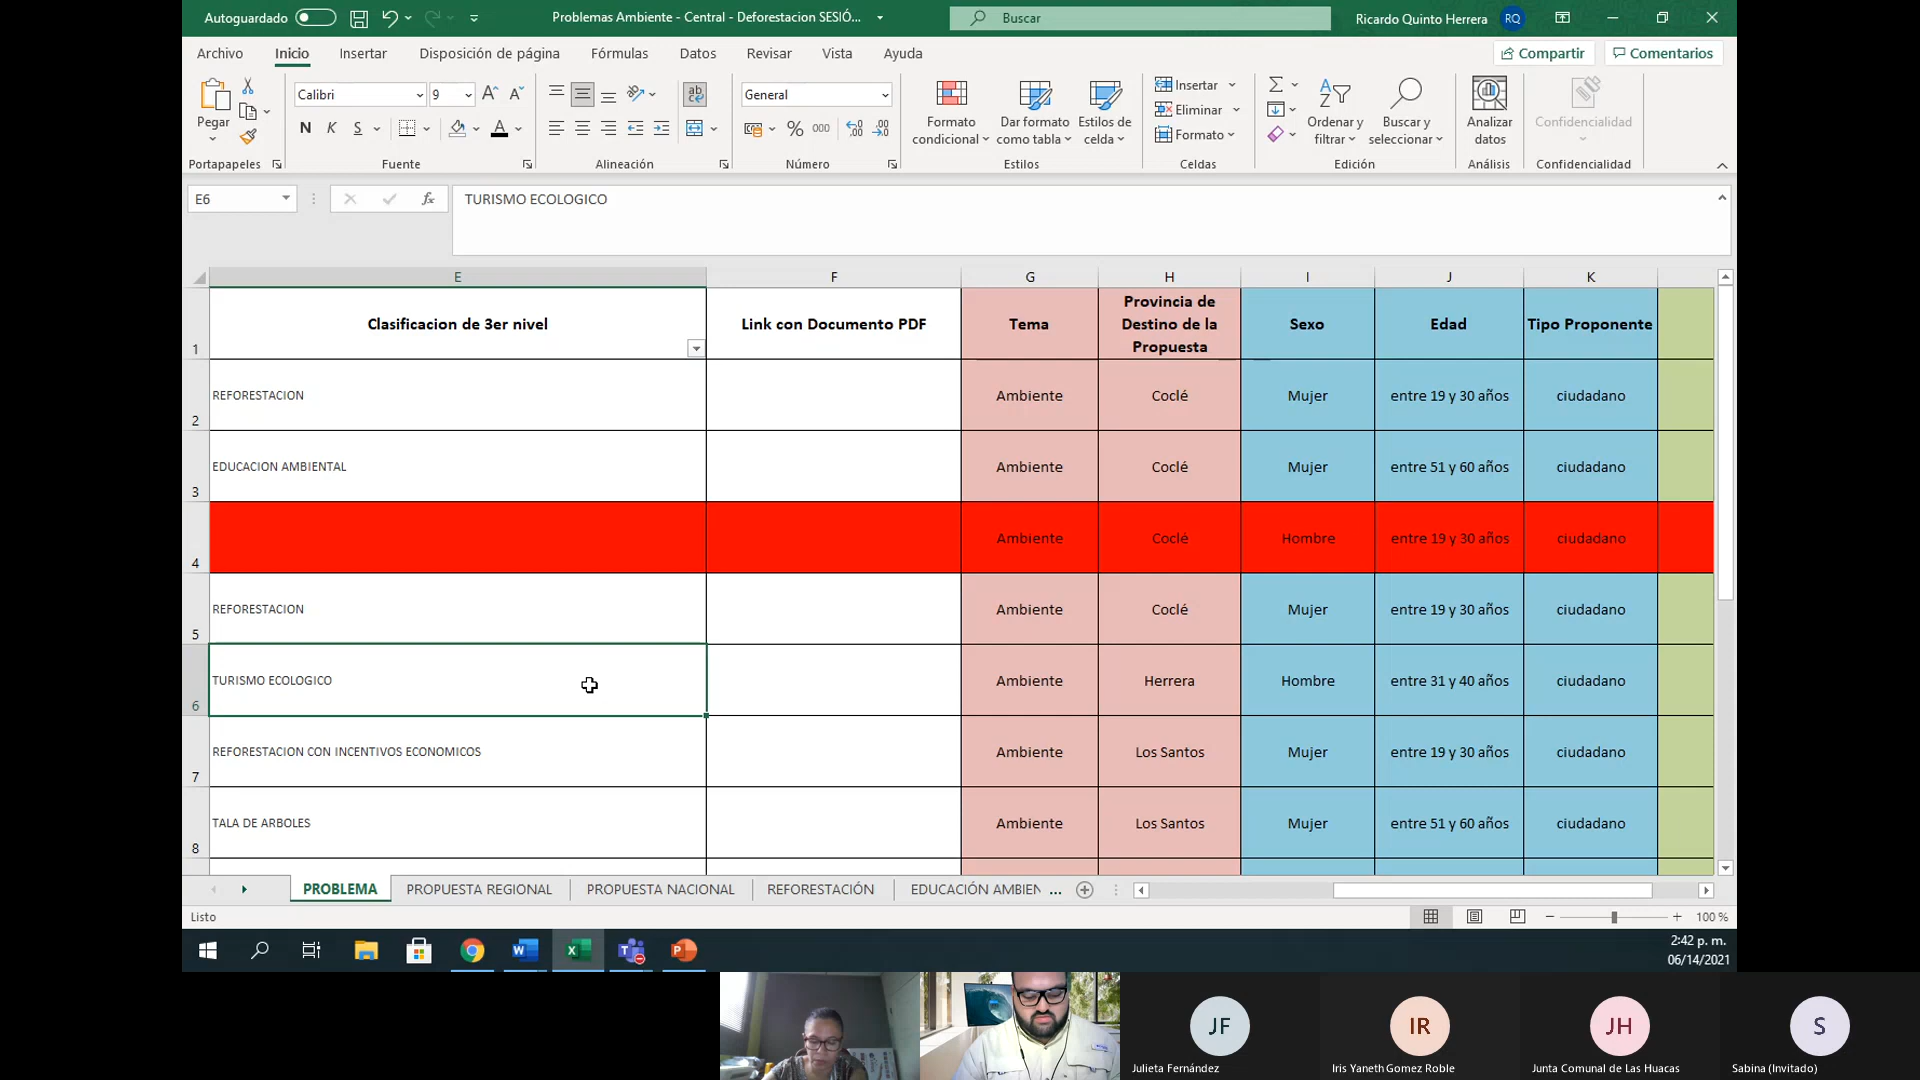 Autoguardado
Problemas Ambiente - Central - Deforestacion SESIÓ...
Buscar
Ricardo Quinto Herrera
RQ
Archivo Inicio Insertar Disposición de página Fórmulas Datos Revisar Vista Ayuda
Compartir Comentarios
Calibri 9
General
Pegar
N K S
% 000
Formato condicional
Dar formato como tabla
Estilos de celda
Insertar
Eliminar
Formato
Ordenar y filtrar
Buscar y seleccionar
Analizar datos
Confidencialidad
Portapapeles Fuente Alineación Número Estilos Celdas Edición Análisis Confidencialidad
E6 fx TURISMO ECOLOGICO
E F G H I J K
1 Clasificacion de 3er nivel Link con Documento PDF Tema Provincia de Destino de la Propuesta Sexo Edad Tipo Proponente
2 REFORESTACION Ambiente Coclé Mujer entre 19 y 30 años ciudadano
3 EDUCACION AMBIENTAL Ambiente Coclé Mujer entre 51 y 60 años ciudadano
4 Ambiente Coclé Hombre entre 19 y 30 años ciudadano
5 REFORESTACION Ambiente Coclé Mujer entre 19 y 30 años ciudadano
6 TURISMO ECOLOGICO Ambiente Herrera Hombre entre 31 y 40 años ciudadano
7 REFORESTACION CON INCENTIVOS ECONOMICOS Ambiente Los Santos Mujer entre 19 y 30 años ciudadano
8 TALA DE ARBOLES Ambiente Los Santos Mujer entre 51 y 60 años ciudadano
PROBLEMA PROPUESTA REGIONAL PROPUESTA NACIONAL REFORESTACIÓN EDUCACIÓN AMBIEN ...
Listo
100 %
2:42 p. m.
06/14/2021
JF IR JH S
Julieta Fernández Iris Yaneth Gomez Roble Junta Comunal de Las Huacas Sabina (Invitado)